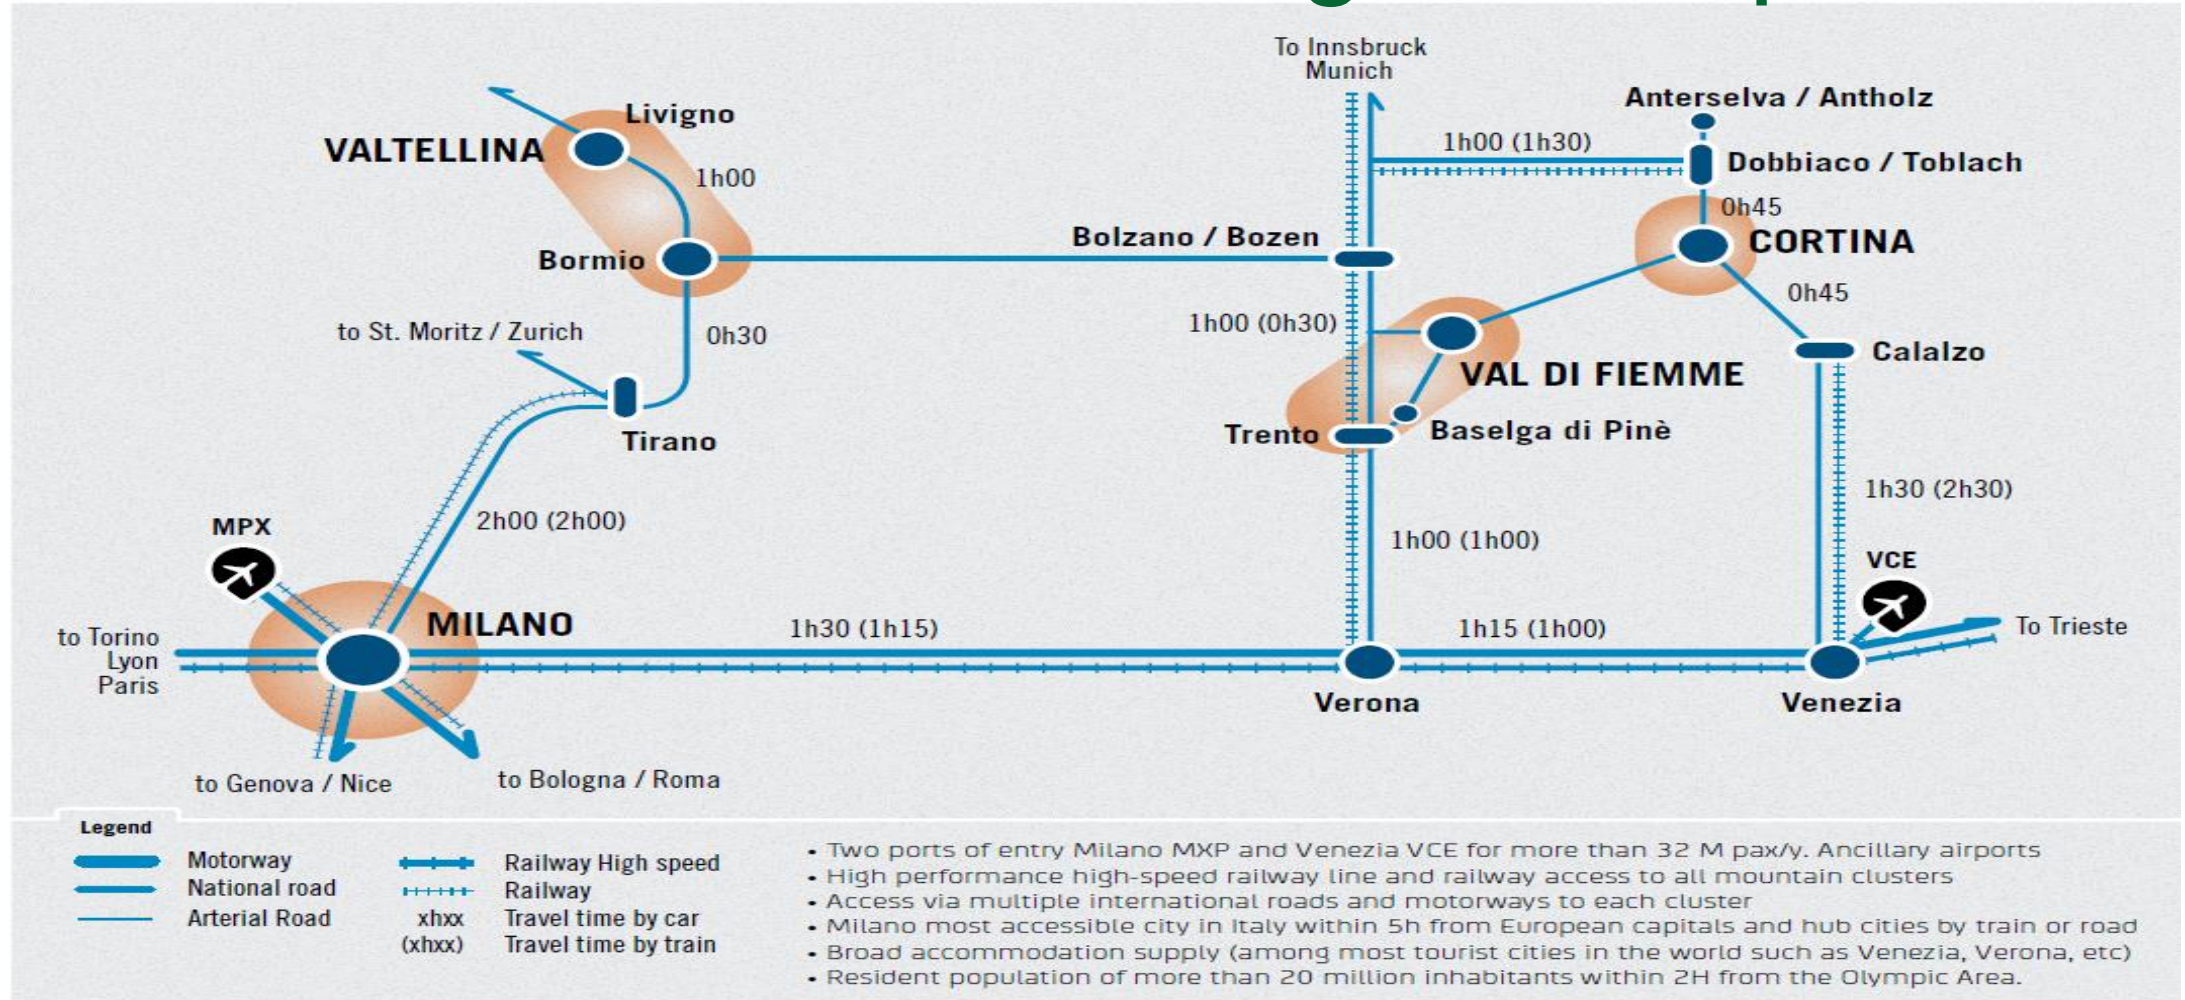 To Innsbruck
Munich
Anterselva / Antholz
Livigno
1h00 (1h30)
VALTELLINA
Dobbiaco / Toblach
1h00
0h45
Bolzano / Bozen
CORTINA
Bormio
0h45
to St. Moritz / Zurich
0h30
1h00 (0h30)
Calalzo
VAL DI FIEMME
Tirano
Trento
Baselga di Pinè
1h30 (2h30)
MPX
2h00 (2h00)
1h00 (1h00)
VCE
MILANO
1h30 (1h15)
1h15 (1h00)
To Trieste
to Torino
Lyon
Paris
Verona
Venezia
to Genova / Nice
to Bologna / Roma
Legend
Motorway
National road
Arterial Road
Railway High speed
Railway
xhxx Travel time by car
(xhxx) Travel time by train
• Two ports of entry Milano MXP and Venezia VCE for more than 32 M pax/y. Ancillary airports
• High performance high-speed railway line and railway access to all mountain clusters
• Access via multiple international roads and motorways to each cluster
• Milano most accessible city in Italy within 5h from European capitals and hub cities by train or road
• Broad accommodation supply (among most tourist cities in the world such as Venezia, Verona, etc)
• Resident population of more than 20 million inhabitants within 2H from the Olympic Area.